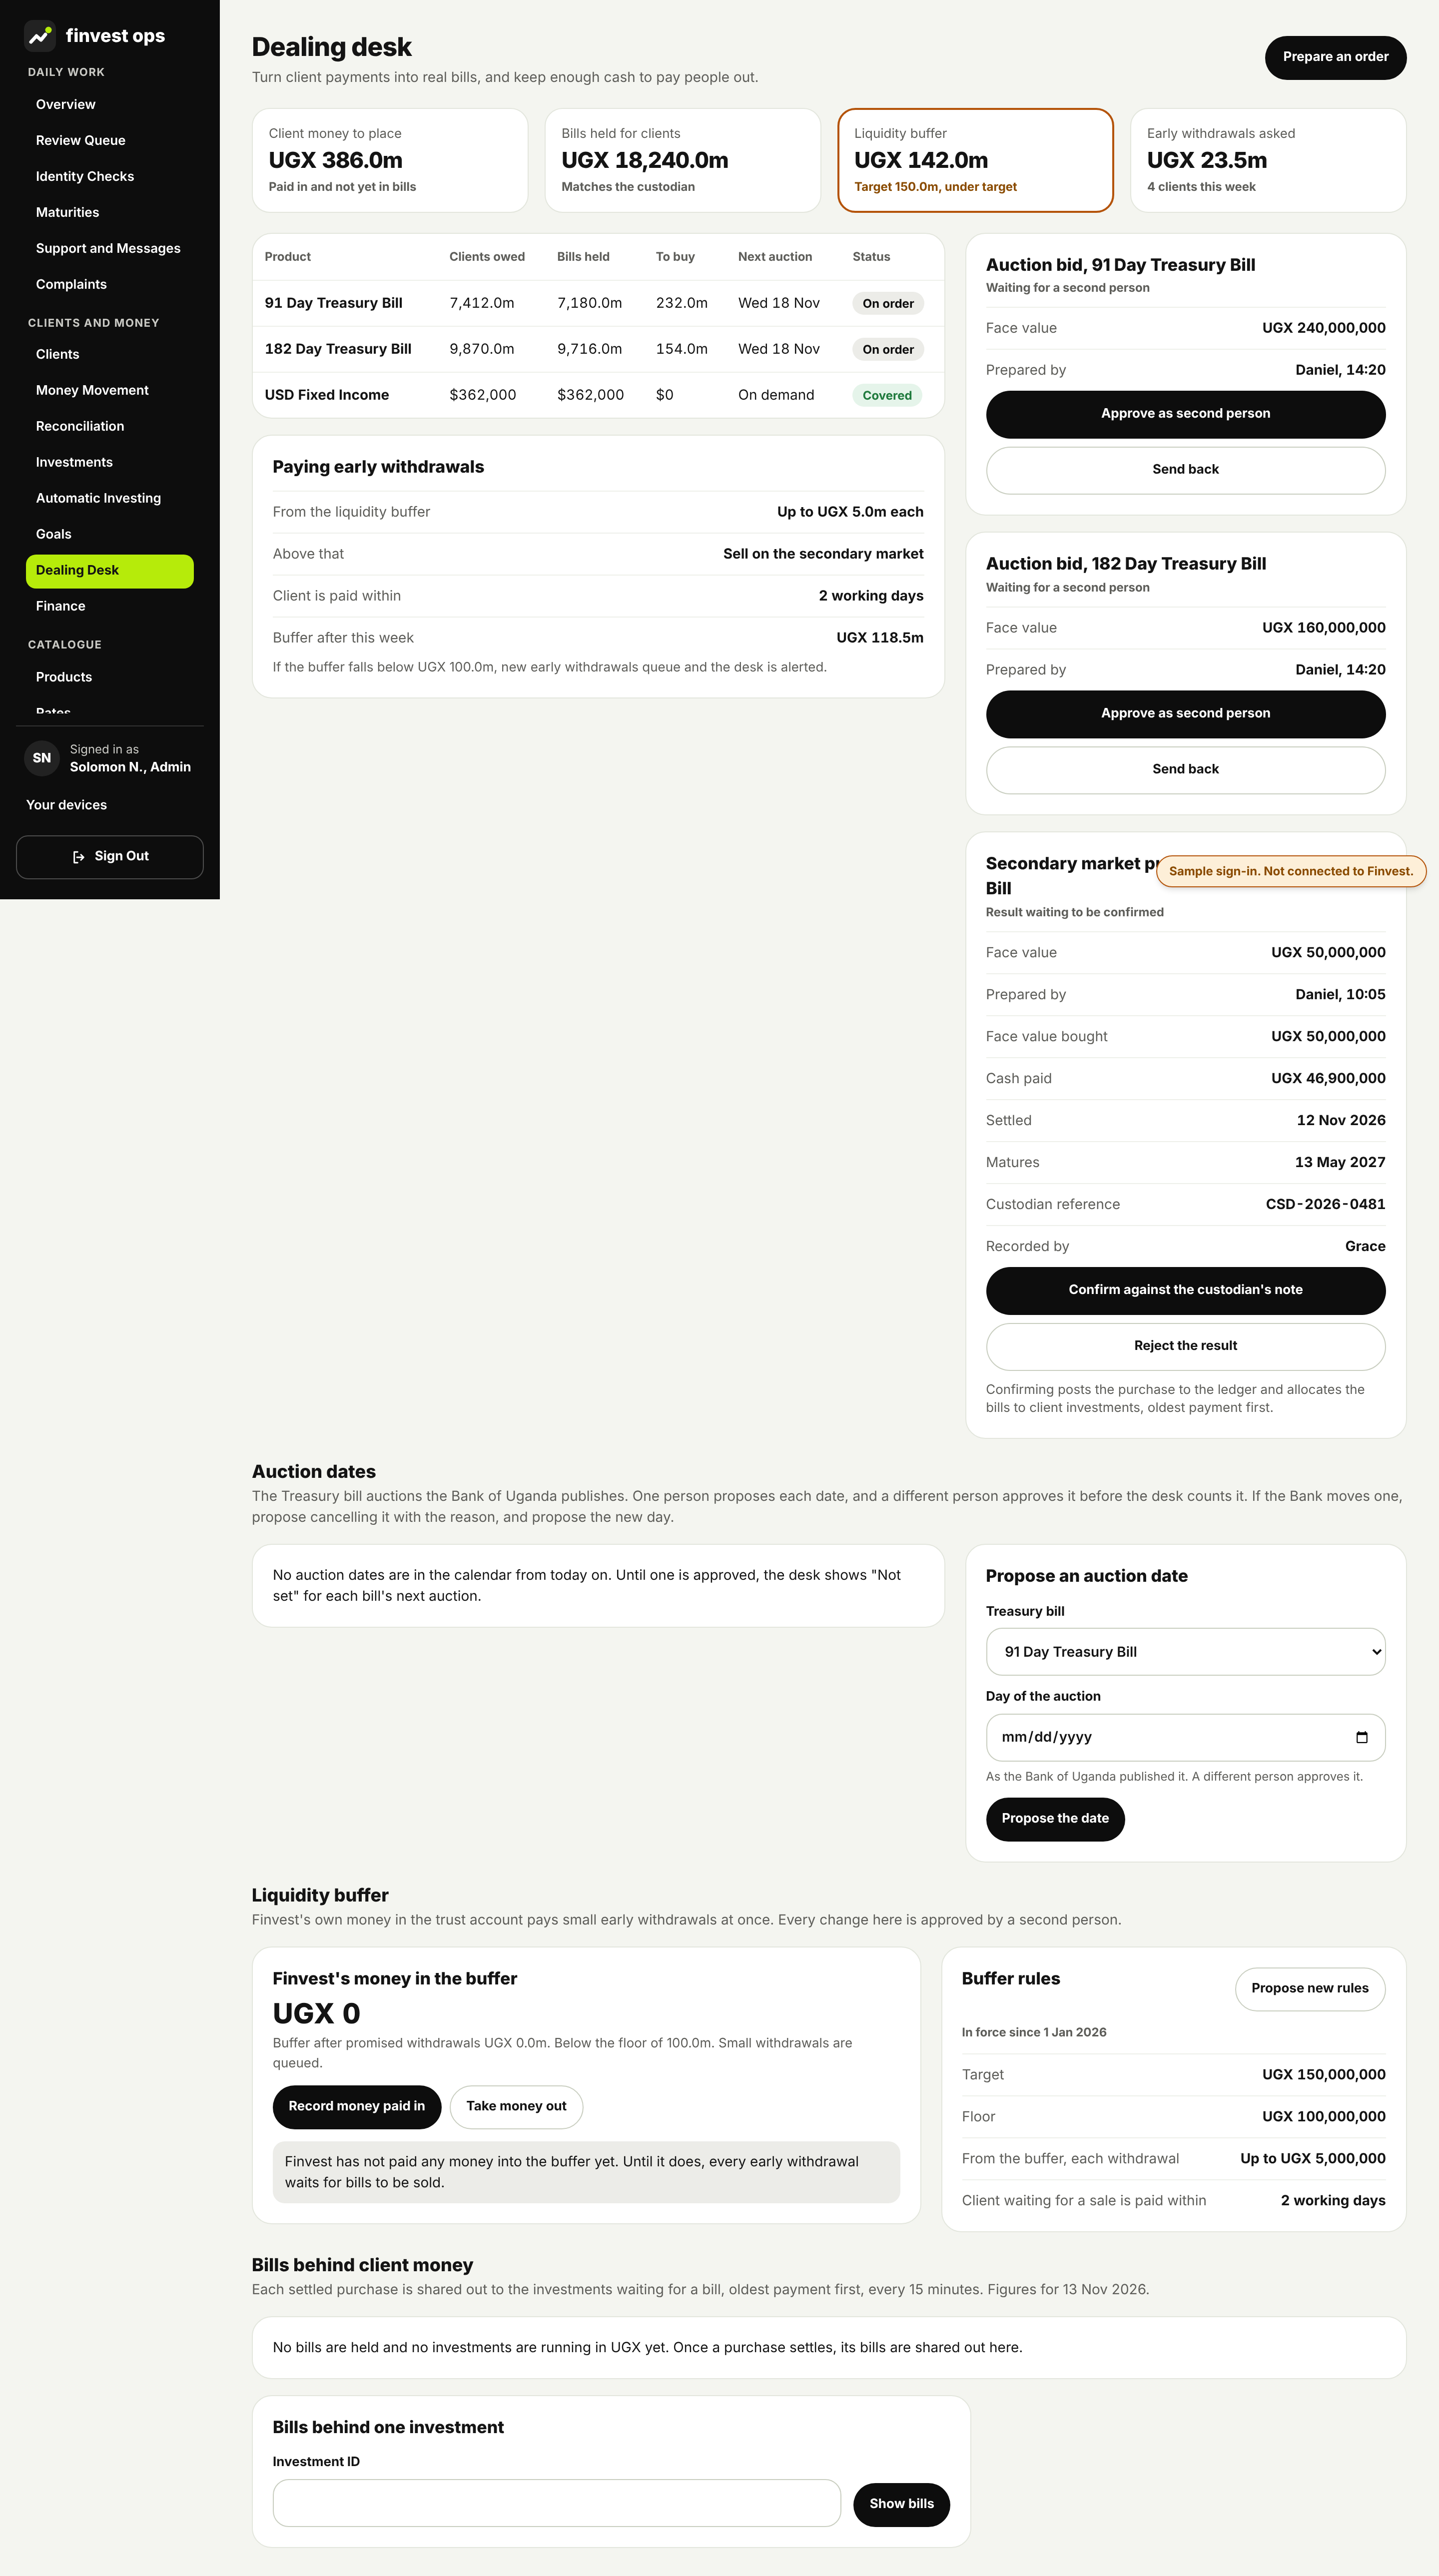 finvest ops
DAILY WORK
Overview
Review Queue
Identity Checks
Maturities
Support and Messages
Complaints
CLIENTS AND MONEY
Clients
Money Movement
Reconciliation
Investments
Automatic Investing
Goals
Dealing Desk
Finance
CATALOGUE
Products
Rates
SN
Signed in as
Solomon N., Admin
Your devices
Sign Out
Dealing desk
Turn client payments into real bills, and keep enough cash to pay people out.
Prepare an order
Client money to place
UGX 386.0m
Paid in and not yet in bills
Bills held for clients
UGX 18,240.0m
Matches the custodian
Liquidity buffer
UGX 142.0m
Target 150.0m, under target
Early withdrawals asked
UGX 23.5m
4 clients this week
Product Clients owed Bills held To buy Next auction Status
91 Day Treasury Bill 7,412.0m 7,180.0m 232.0m Wed 18 Nov On order
182 Day Treasury Bill 9,870.0m 9,716.0m 154.0m Wed 18 Nov On order
USD Fixed Income $362,000 $362,000 $0 On demand Covered
Paying early withdrawals
From the liquidity buffer Up to UGX 5.0m each
Above that Sell on the secondary market
Client is paid within 2 working days
Buffer after this week UGX 118.5m
If the buffer falls below UGX 100.0m, new early withdrawals queue and the desk is alerted.
Auction bid, 91 Day Treasury Bill
Waiting for a second person
Face value UGX 240,000,000
Prepared by Daniel, 14:20
Approve as second person
Send back
Auction bid, 182 Day Treasury Bill
Waiting for a second person
Face value UGX 160,000,000
Prepared by Daniel, 14:20
Approve as second person
Send back
Secondary market
Bill
Sample sign-in. Not connected to Finvest.
Result waiting to be confirmed
Face value UGX 50,000,000
Prepared by Daniel, 10:05
Face value bought UGX 50,000,000
Cash paid UGX 46,900,000
Settled 12 Nov 2026
Matures 13 May 2027
Custodian reference CSD-2026-0481
Recorded by Grace
Confirm against the custodian's note
Reject the result
Confirming posts the purchase to the ledger and allocates the
bills to client investments, oldest payment first.
Auction dates
The Treasury bill auctions the Bank of Uganda publishes. One person proposes each date, and a different person approves it before the desk counts it. If the Bank moves one,
propose cancelling it with the reason, and propose the new day.
No auction dates are in the calendar from today on. Until one is approved, the desk shows "Not
set" for each bill's next auction.
Propose an auction date
Treasury bill
91 Day Treasury Bill
Day of the auction
mm/dd/yyyy
As the Bank of Uganda published it. A different person approves it.
Propose the date
Liquidity buffer
Finvest's own money in the trust account pays small early withdrawals at once. Every change here is approved by a second person.
Finvest's money in the buffer
UGX 0
Buffer after promised withdrawals UGX 0.0m. Below the floor of 100.0m. Small withdrawals are
queued.
Record money paid in
Take money out
Finvest has not paid any money into the buffer yet. Until it does, every early withdrawal
waits for bills to be sold.
Buffer rules
Propose new rules
In force since 1 Jan 2026
Target UGX 150,000,000
Floor UGX 100,000,000
From the buffer, each withdrawal Up to UGX 5,000,000
Client waiting for a sale is paid within 2 working days
Bills behind client money
Each settled purchase is shared out to the investments waiting for a bill, oldest payment first, every 15 minutes. Figures for 13 Nov 2026.
No bills are held and no investments are running in UGX yet. Once a purchase settles, its bills are shared out here.
Bills behind one investment
Investment ID
Show bills